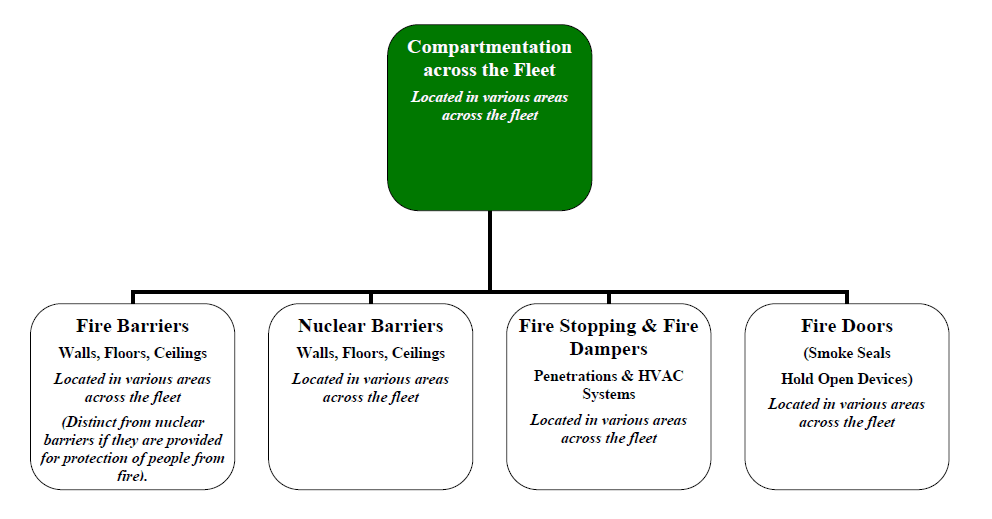 Compartmentation
across the Fleet
Located in various areas
across the fleet
Fire Barriers
Walls, Floors, Ceilings
Located in various areas
across the fleet
(Distinct from nuclear
barriers if they are provided
for protection of people from
fire).
Nuclear Barriers
Walls, Floors, Ceilings
Located in various areas
across the fleet
Fire Stopping & Fire
Dampers
Penetrations & HVAC
Systems
Located in various areas
across the fleet
Fire Doors
(Smoke Seals
Hold Open Devices)
Located in various areas
across the fleet